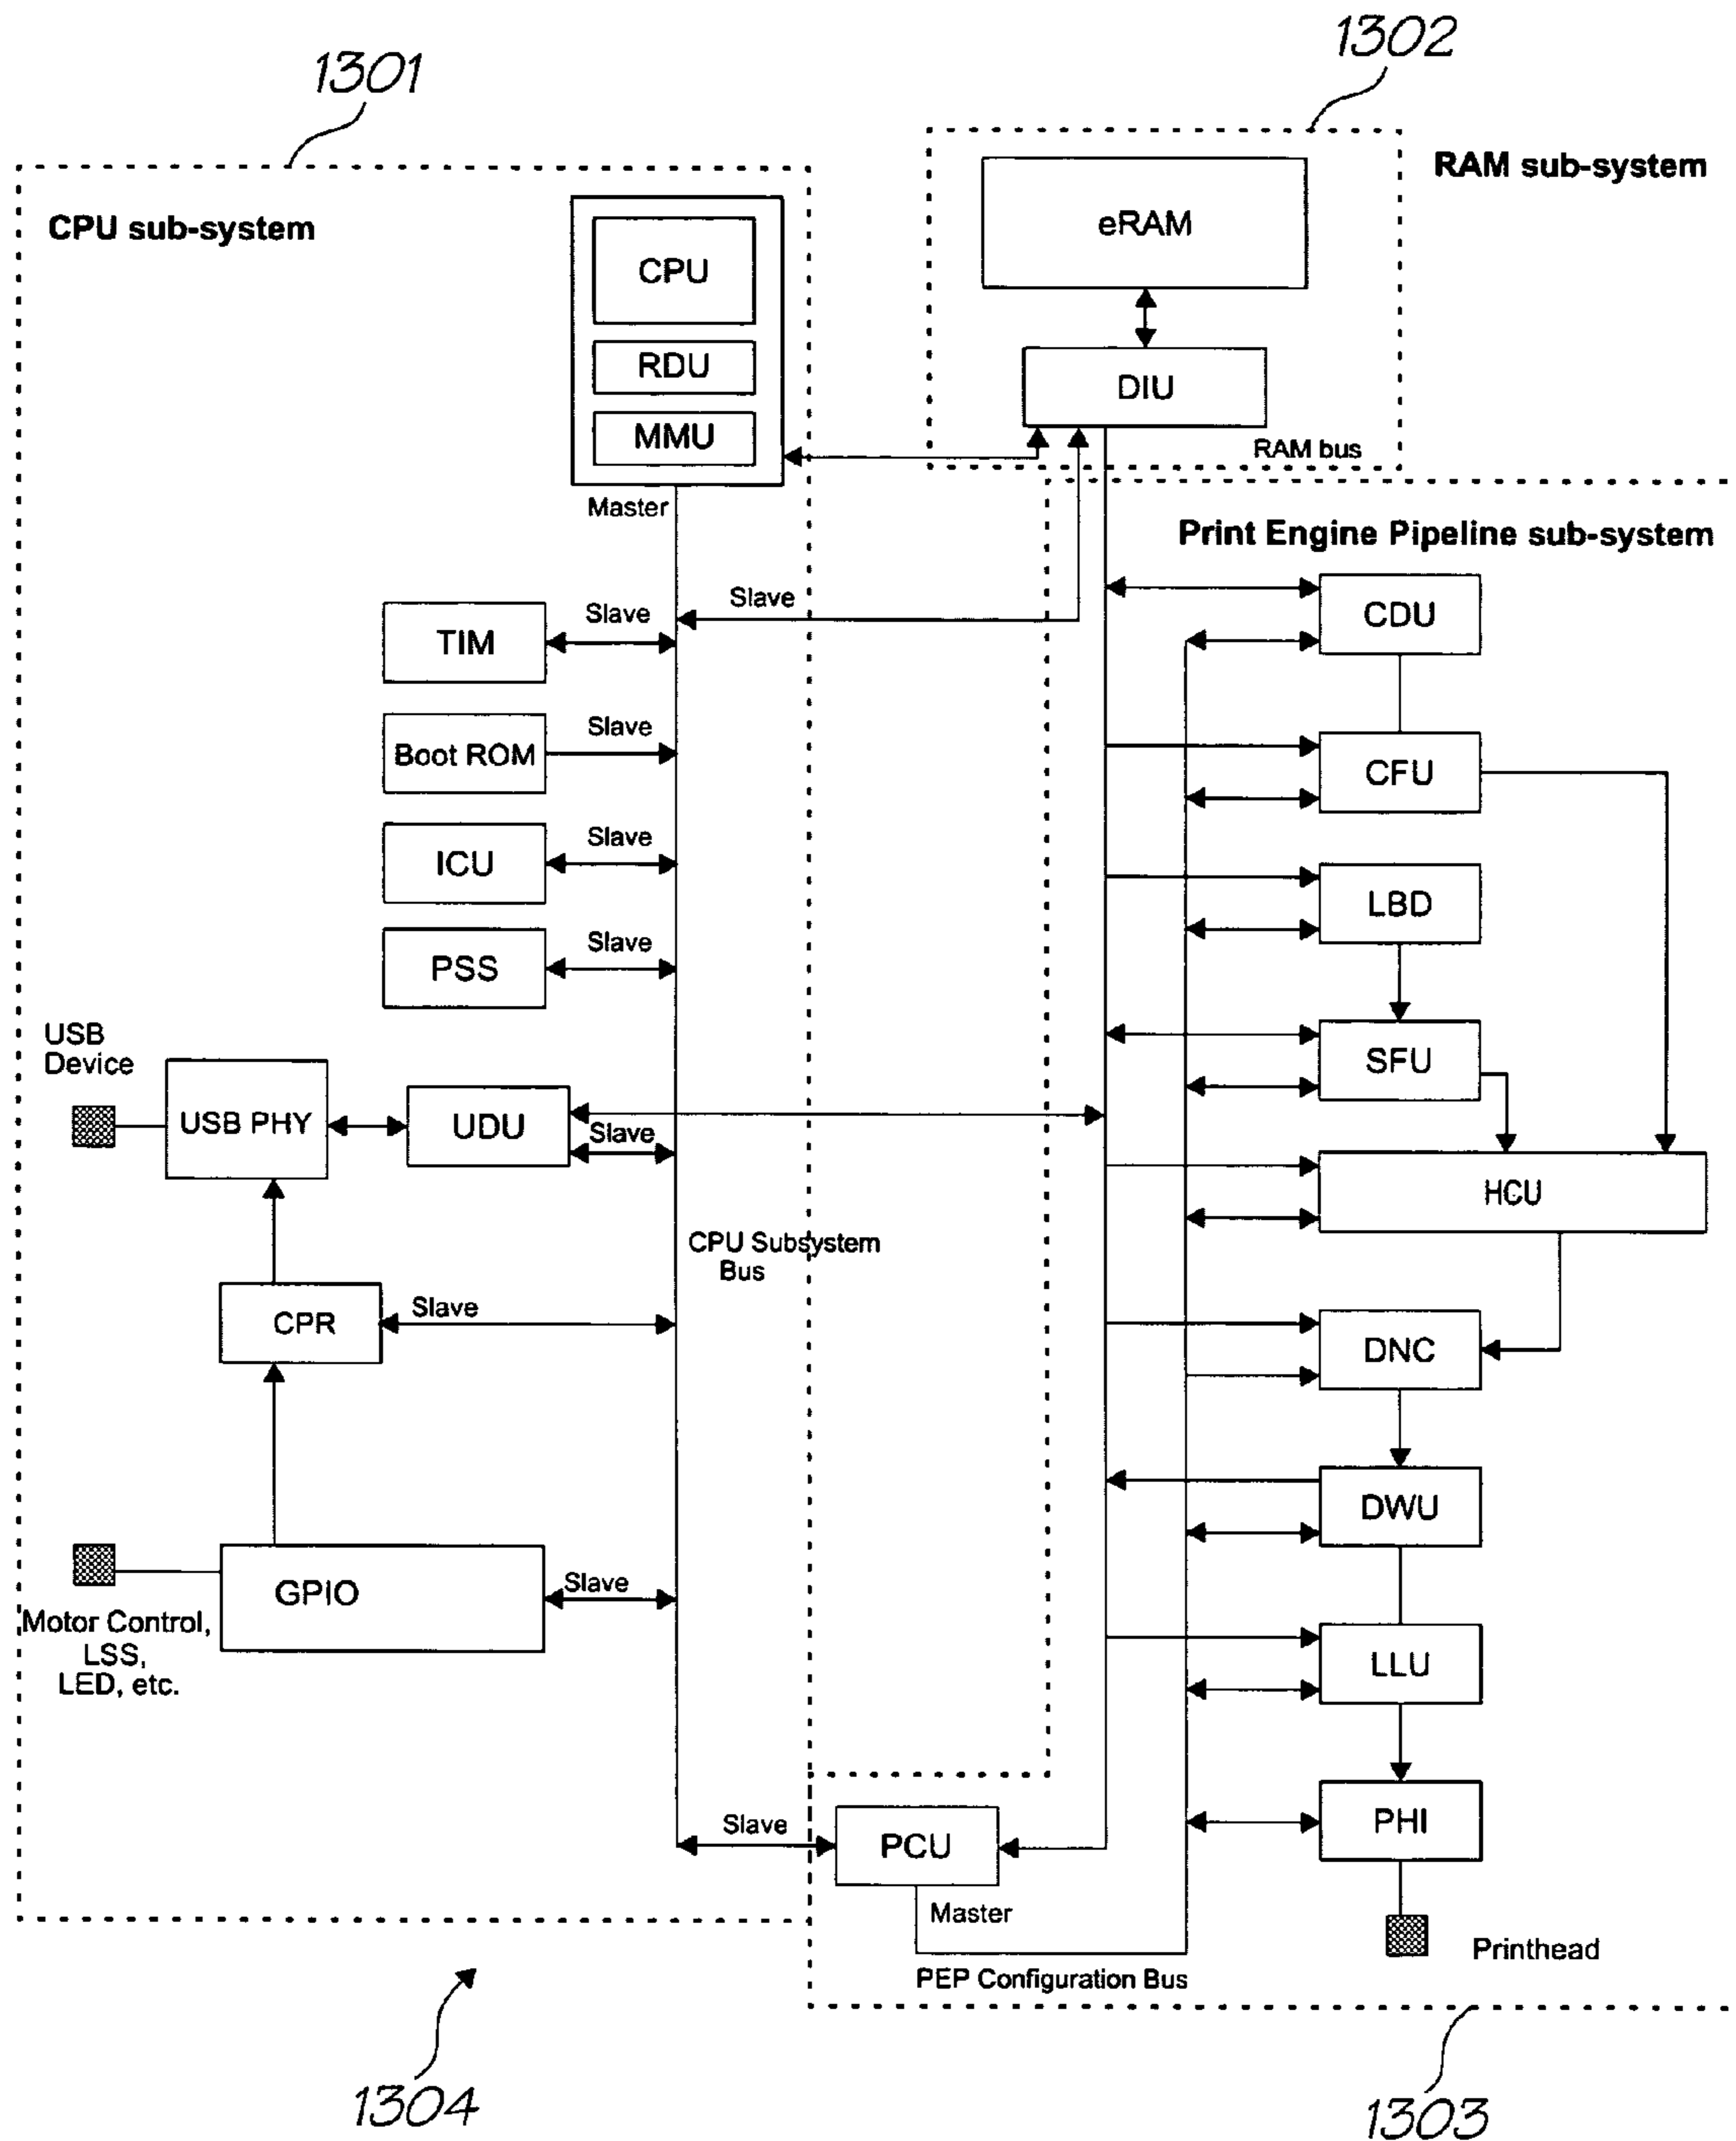 1301
1302
CPU sub-system
RAM sub-system
CPU
RDU
MMU
Master
eRAM
DIU
RAM bus
Print Engine Pipeline sub-system
Slave
TIM
Slave
Boot ROM
Slave
ICU
Slave
PSS
Slave
USB
Device
USB PHY
UDU
Slave
CPU Subsystem
Bus
CPR
Slave
GPIO
Slave
Motor Control,
LSS,
LED, etc.
CDU
CFU
LBD
SFU
HCU
DNC
DWU
LLU
PHI
Printhead
Slave
PCU
Master
PEP Configuration Bus
1304
1303